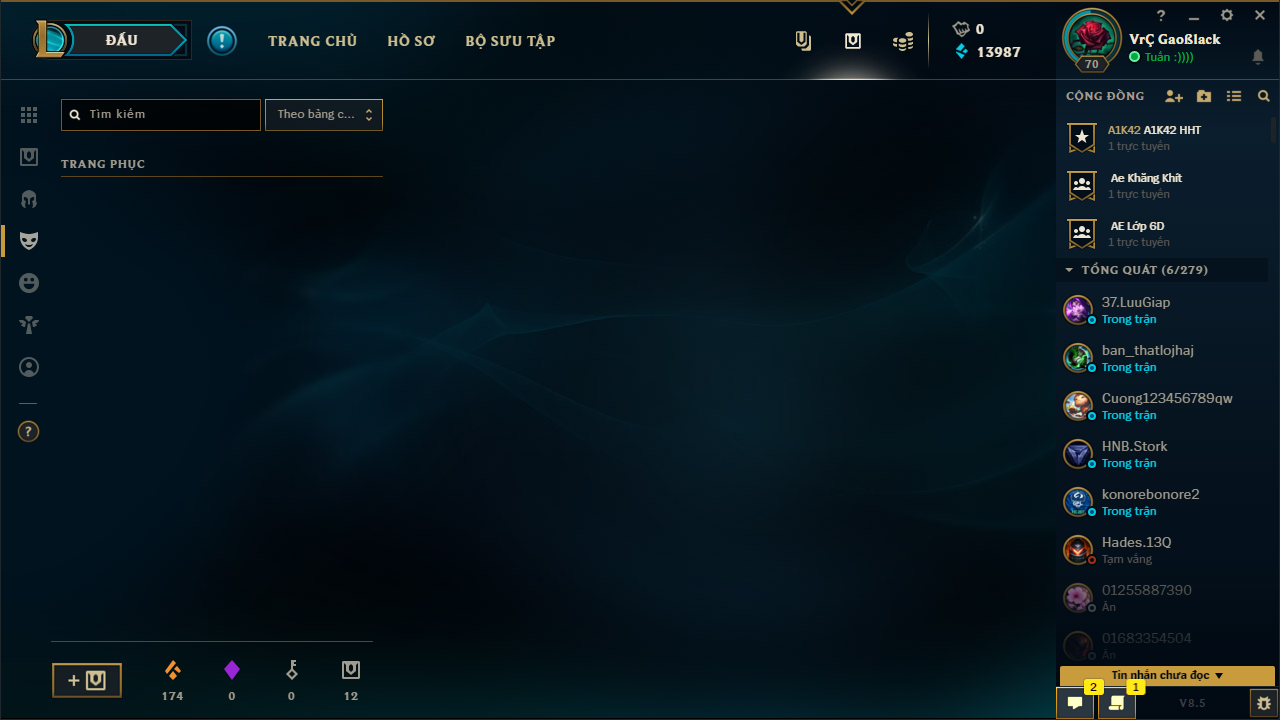 ĐẤU
!
TRANG CHỦ
HỒ SƠ
BỘ SƯU TẬP
0
13987
?
70
VrÇ Gaoßlack
Tuấn :))))
Tìm kiếm
Theo bảng c...
TRANG PHỤC
?
174
0
0
12
CỘNG ĐỒNG
A1K42 A1K42 HHT
1 trực tuyến
Ae Khăng Khít
1 trực tuyến
AE Lớp 6D
1 trực tuyến
TỔNG QUÁT (6/279)
37.LuuGiap
Trong trận
ban_thatlojhaj
Trong trận
Cuong123456789qw
Trong trận
HNB.Stork
Trong trận
konorebonore2
Trong trận
Hades.13Q
Tạm vắng
01255887390
Ẩn
01683354504
Ẩn
Tin nhắn chưa đọc
2
1
V8.5